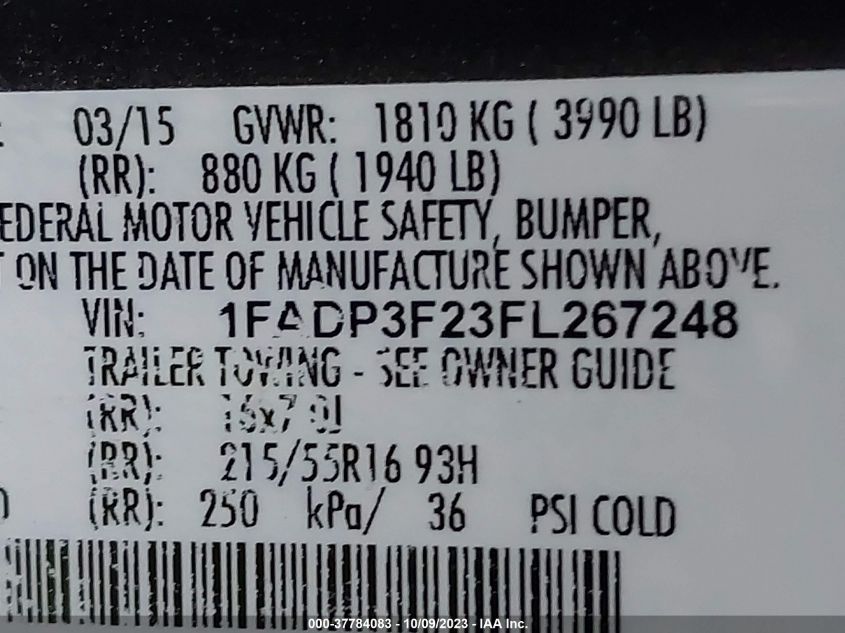 03/15 GVWR: 1810 KG ( 3990 LB)
(RR): 880 KG ( 1940 LB)
EDERAL MOTOR VEHICLE SAFETY, BUMPER,
ON THE DATE OF MANUFACTURE SHOWN ABOVE.
VIN: 1FADP3F23FL267248
TRAILER TOWING - SEE OWNER GUIDE
(RR): 16x7.0J
(RR): 215/55R16 93H
(RR): 250 kPa/ 36 PSI COLD
000-37784083 - 10/09/2023 - IAA Inc.